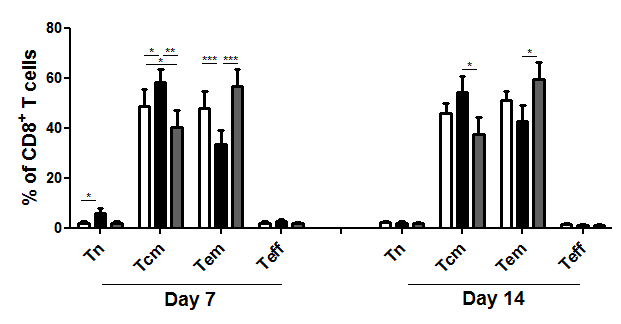 80
60
40
20
0
% of CD8⁺ T cells
*
*
**
*
***
***
*
*
Tn
Tcm
Tem
Teff
Tn
Tcm
Tem
Teff
Day 7
Day 14